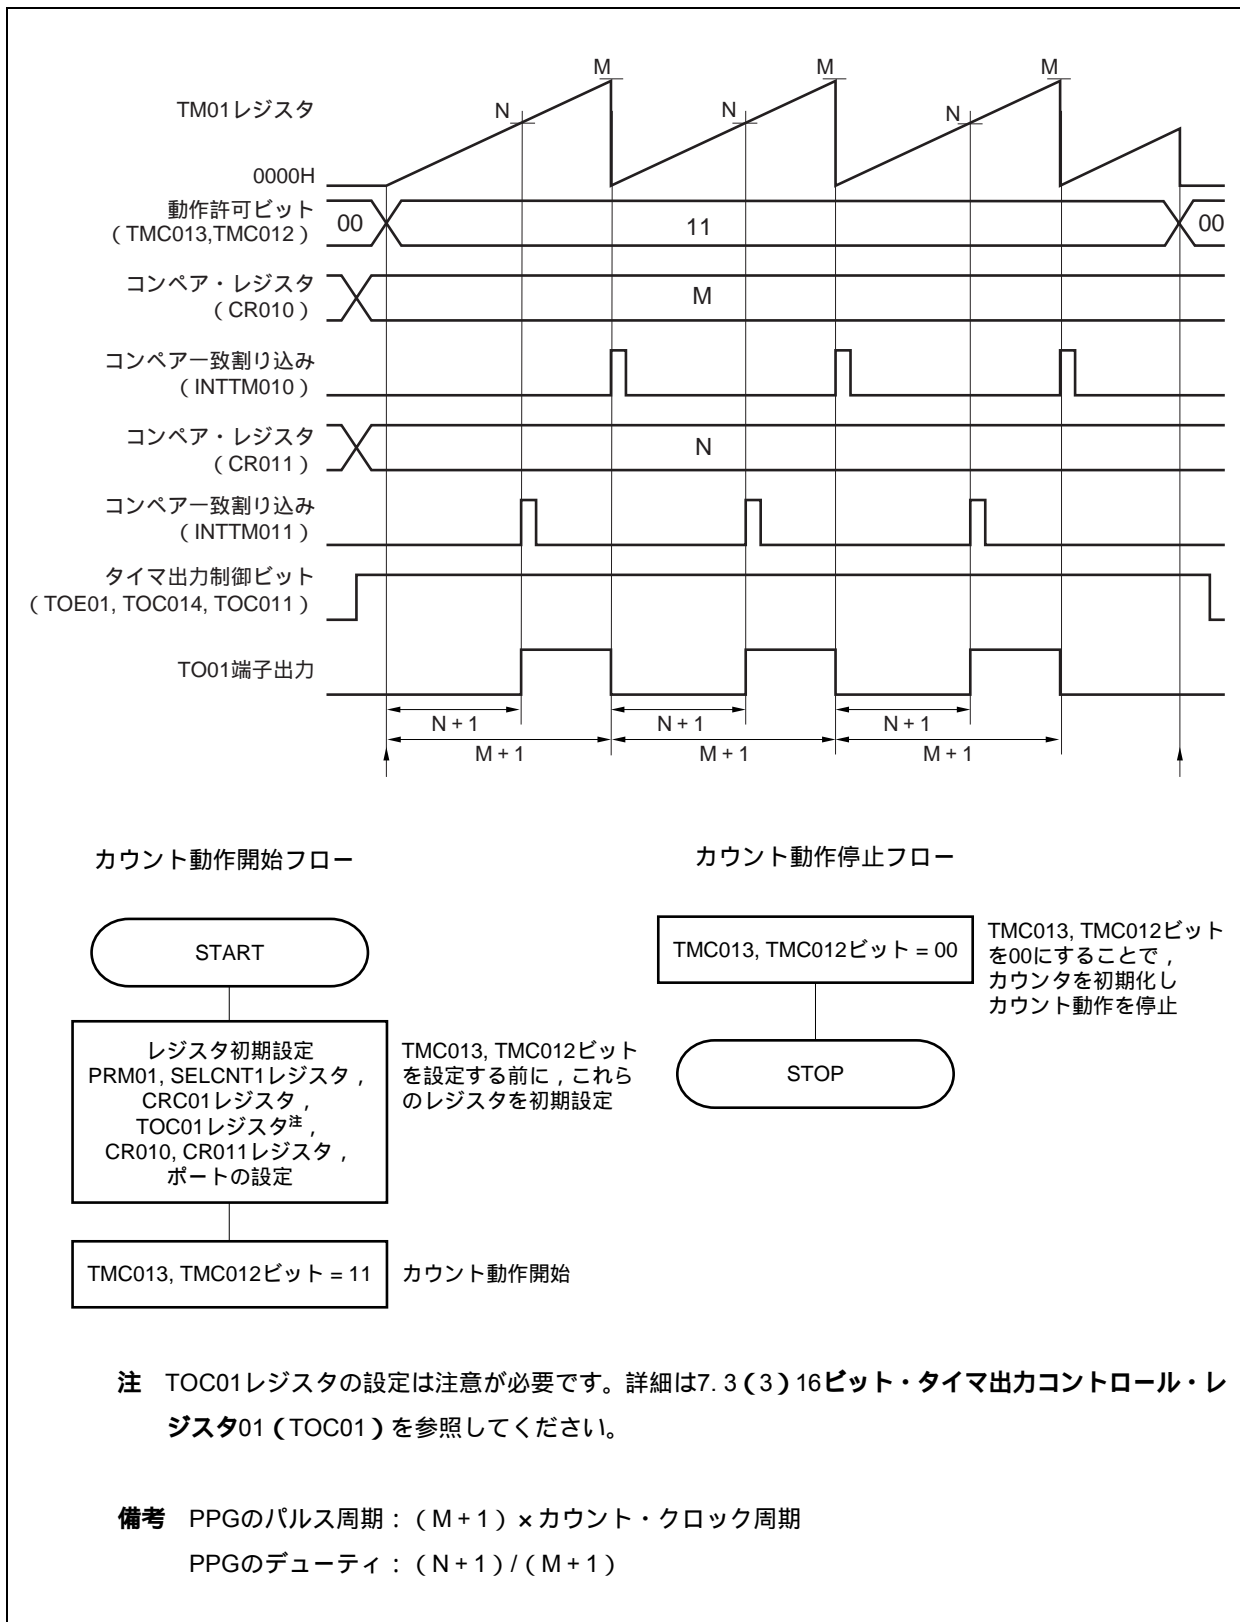 M M M
N N N
TM01レジスタ
0000H
動作許可ビット
（TMC013,TMC012）
00 11 00
コンペア・レジスタ
（CR010）
M
コンペア一致割り込み
（INTTM010）
コンペア・レジスタ
（CR011）
N
コンペア一致割り込み
（INTTM011）
タイマ出力制御ビット
（TOE01, TOC014, TOC011）
TO01端子出力
N + 1 N + 1 N + 1
M + 1 M + 1 M + 1
カウント動作開始フロー
START
レジスタ初期設定
PRM01, SELCNT1レジスタ，
CRC01レジスタ，
TOC01レジスタ注，
CR010, CR011レジスタ，
ポートの設定
TMC013, TMC012ビット
を設定する前に，これら
のレジスタを初期設定
TMC013, TMC012ビット = 11
カウント動作開始
カウント動作停止フロー
TMC013, TMC012ビット = 00
TMC013, TMC012ビット
を00にすることで，
カウンタを初期化し
カウント動作を停止
STOP
注 TOC01レジスタの設定は注意が必要です。詳細は7. 3（3）16ビット・タイマ出力コントロール・レ
ジスタ01（TOC01）を参照してください。
備考 PPGのパルス周期：（M + 1）×カウント・クロック周期
PPGのデューティ：（N + 1）/（M + 1）